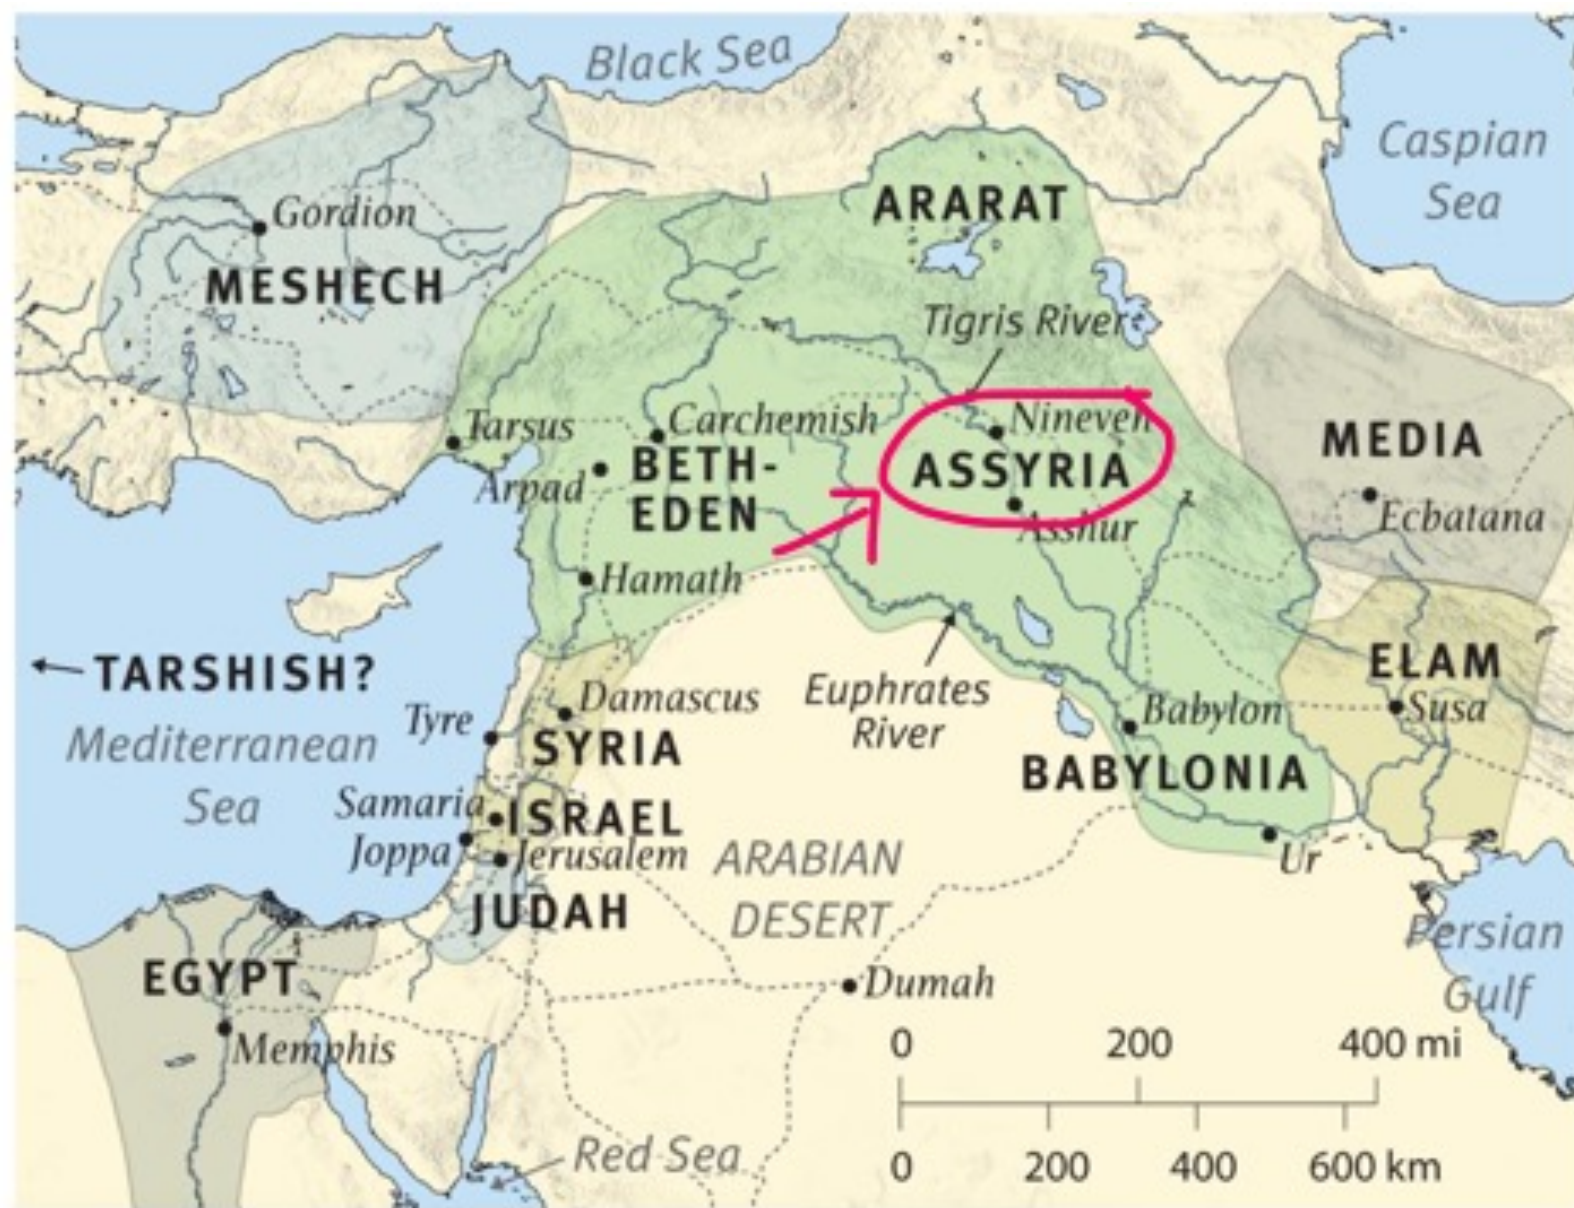 Black Sea
Caspian
Sea
ARARAT
Gordion
MESHECH
Tigris River
Tarsus
Carchemish
Nineveh
ASSYRIA
Asshur
Arpad
BETH-
EDEN
MEDIA
Ecbatana
Hamath
TARSHISH?
Mediterranean
Sea
Tyre
Damascus
SYRIA
Euphrates
River
Babylon
BABYLONIA
ELAM
Susa
Samaria
ISRAEL
Joppa
Jerusalem
JUDAH
ARABIAN
DESERT
Ur
Persian
Gulf
EGYPT
Memphis
Dumah
0 200 400 mi
0 200 400 600 km
Red Sea